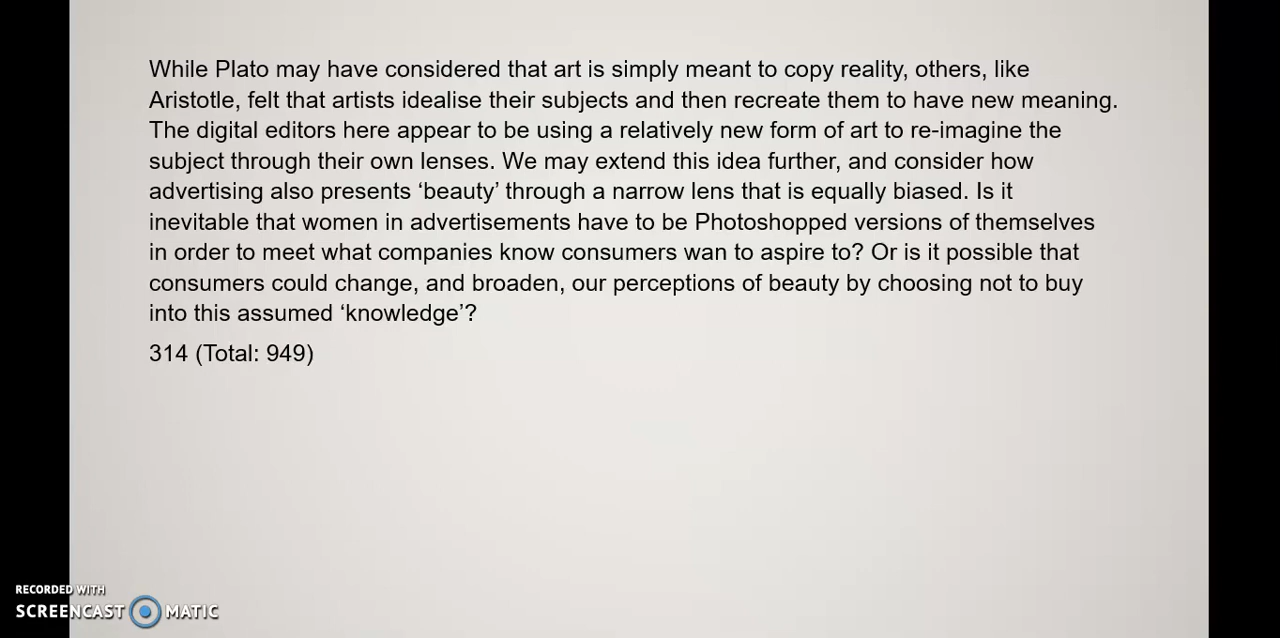 While Plato may have considered that art is simply meant to copy reality, others, like
Aristotle, felt that artists idealise their subjects and then recreate them to have new meaning.
The digital editors here appear to be using a relatively new form of art to re-imagine the
subject through their own lenses. We may extend this idea further, and consider how
advertising also presents ‘beauty’ through a narrow lens that is equally biased. Is it
inevitable that women in advertisements have to be Photoshopped versions of themselves
in order to meet what companies know consumers wan to aspire to? Or is it possible that
consumers could change, and broaden, our perceptions of beauty by choosing not to buy
into this assumed ‘knowledge’?
314 (Total: 949)
RECORDED WITH
SCREENCAST MATIC